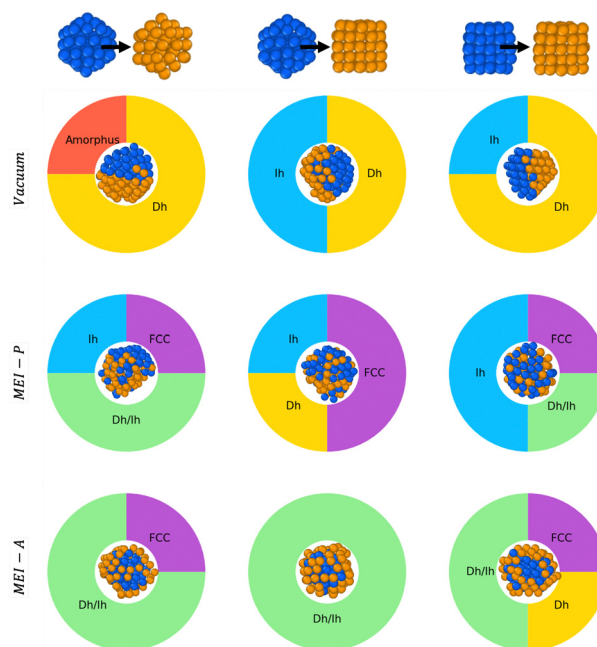 Vacuum
Amorphus
Dh
Ih
Dh
Ih
Dh
MEI − P
Ih
FCC
Dh/Ih
Ih
FCC
Dh
FCC
Ih
Dh/Ih
MEI − A
FCC
Dh/Ih
Dh/Ih
FCC
Dh/Ih
Dh